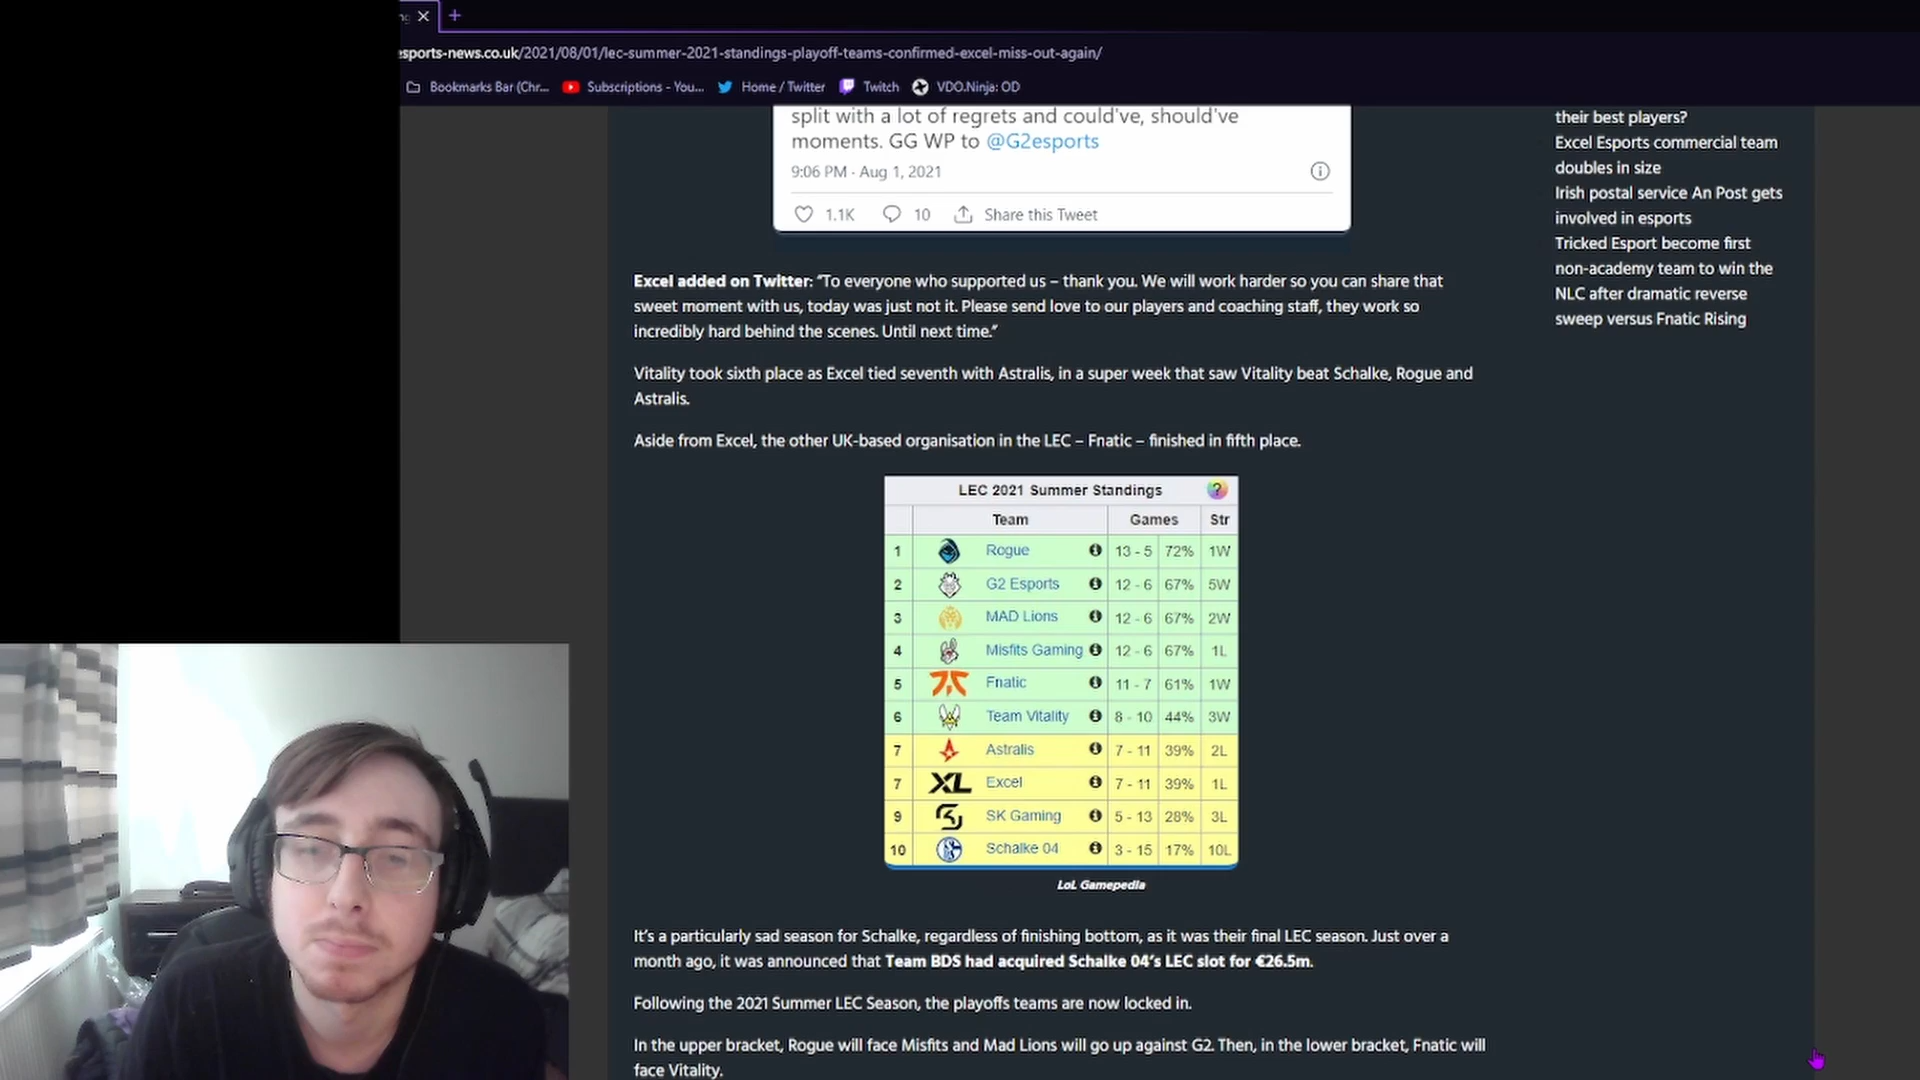 esports-news.co.uk/2021/08/01/lec-summer-2021-standings-playoff-teams-confirmed-excel-miss-out-again/
Bookmarks Bar (Chr... Subscriptions - You... Home / Twitter Twitch VDO.Ninja: OD
split with a lot of regrets and could've, should've
moments. GG WP to @G2esports
9:06 PM · Aug 1, 2021
1.1K 10 Share this Tweet
their best players?
Excel Esports commercial team
doubles in size
Irish postal service An Post gets
involved in esports
Tricked Esport become first
non-academy team to win the
NLC after dramatic reverse
sweep versus Fnatic Rising
Excel added on Twitter: “To everyone who supported us – thank you. We will work harder so you can share that
sweet moment with us, today was just not it. Please send love to our players and coaching staff, they work so
incredibly hard behind the scenes. Until next time.”
Vitality took sixth place as Excel tied seventh with Astralis, in a super week that saw Vitality beat Schalke, Rogue and
Astralis.
Aside from Excel, the other UK-based organisation in the LEC – Fnatic – finished in fifth place.
LEC 2021 Summer Standings ?
Team Games Str
1 Rogue 13 - 5 72% 1W
2 G2 Esports 12 - 6 67% 5W
3 MAD Lions 12 - 6 67% 2W
4 Misfits Gaming 12 - 6 67% 1L
5 Fnatic 11 - 7 61% 1W
6 Team Vitality 8 - 10 44% 3W
7 Astralis 7 - 11 39% 2L
7 XL Excel 7 - 11 39% 1L
9 SK Gaming 5 - 13 28% 3L
10 Schalke 04 3 - 15 17% 10L
LoL Gamepedia
It’s a particularly sad season for Schalke, regardless of finishing bottom, as it was their final LEC season. Just over a
month ago, it was announced that Team BDS had acquired Schalke 04’s LEC slot for €26.5m.
Following the 2021 Summer LEC Season, the playoffs teams are now locked in.
In the upper bracket, Rogue will face Misfits and Mad Lions will go up against G2. Then, in the lower bracket, Fnatic will
face Vitality.